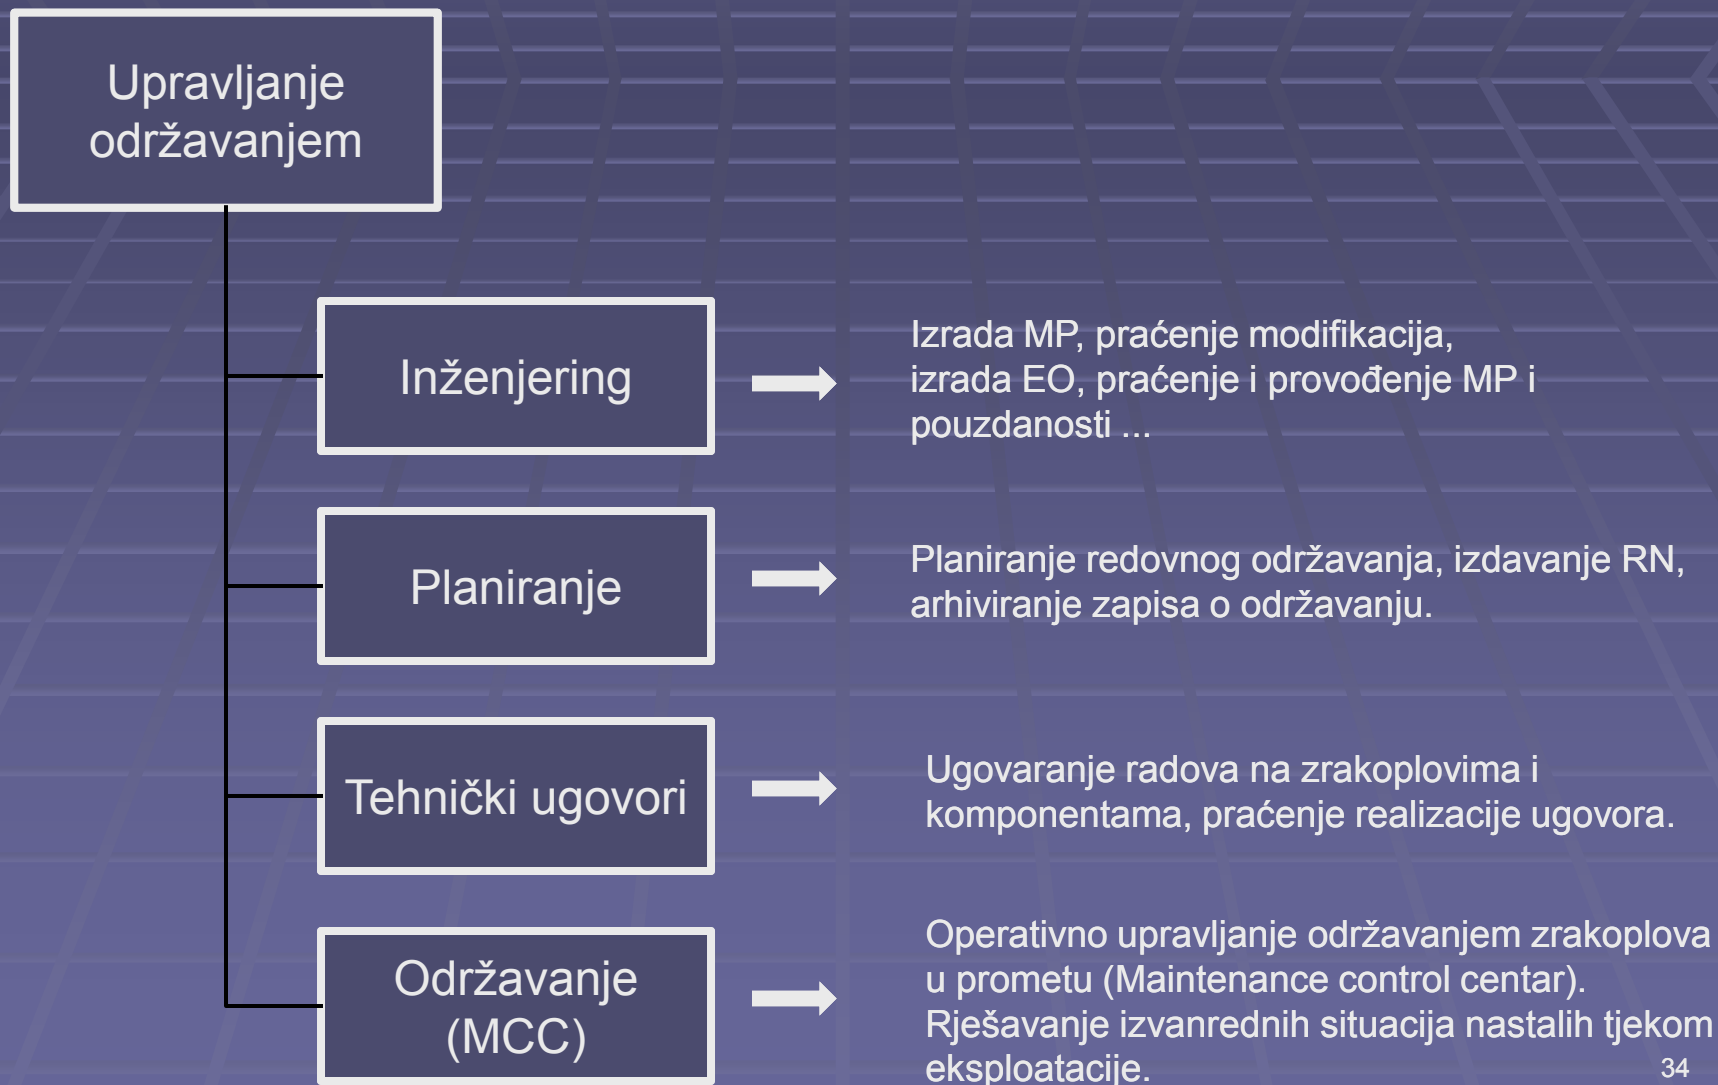 Upravljanje
održavanjem
Inženjering
Izrada MP, praćenje modifikacija,
izrada EO, praćenje i provođenje MP i
pouzdanosti ...
Planiranje
Planiranje redovnog održavanja, izdavanje RN,
arhiviranje zapisa o održavanju.
Tehnički ugovori
Ugovaranje radova na zrakoplovima i
komponentama, praćenje realizacije ugovora.
Održavanje
(MCC)
Operativno upravljanje održavanjem zrakoplova
u prometu (Maintenance control centar).
Rješavanje izvanrednih situacija nastalih tjekom
eksploatacije.
34